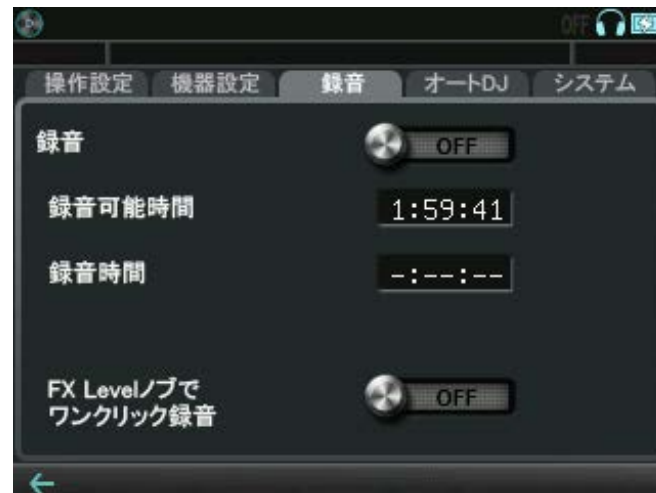 OFF
操作設定 機器設定 録音 オートDJ システム
録音 OFF
録音可能時間 1:59:41
録音時間 -:--:--
FX Levelノブで
ワンクリック録音 OFF